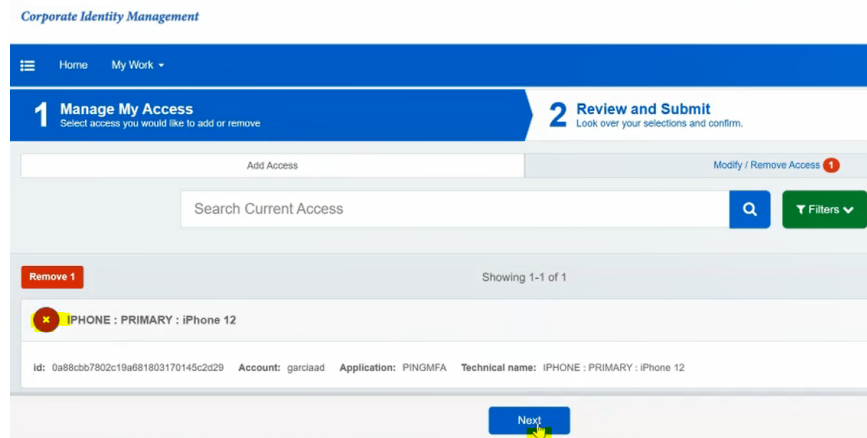 Corporate Identity Management
Home My Work
1 Manage My Access
Select access you would like to add or remove
2 Review and Submit
Look over your selections and confirm.
Add Access Modify / Remove Access 1
Search Current Access Filters
Remove 1 Showing 1-1 of 1
IPHONE : PRIMARY : iPhone 12
id: 0a88cbb7802c19a681803170145c2d29 Account: garciaad Application: PINGMFA Technical name: IPHONE : PRIMARY : iPhone 12
Next